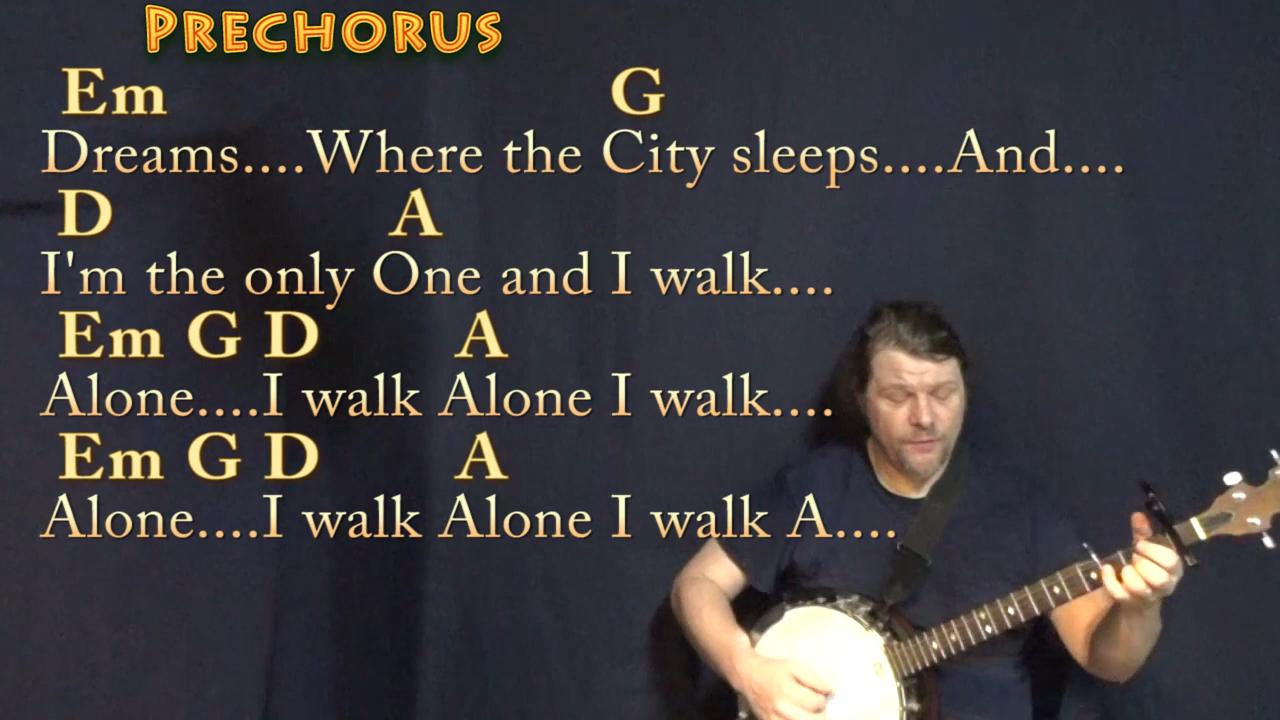 PRECHORUS
Em G
Dreams....Where the City sleeps....And....
D A
I'm the only One and I walk....
Em G D A
Alone....I walk Alone I walk....
Em G D A
Alone....I walk Alone I walk A....